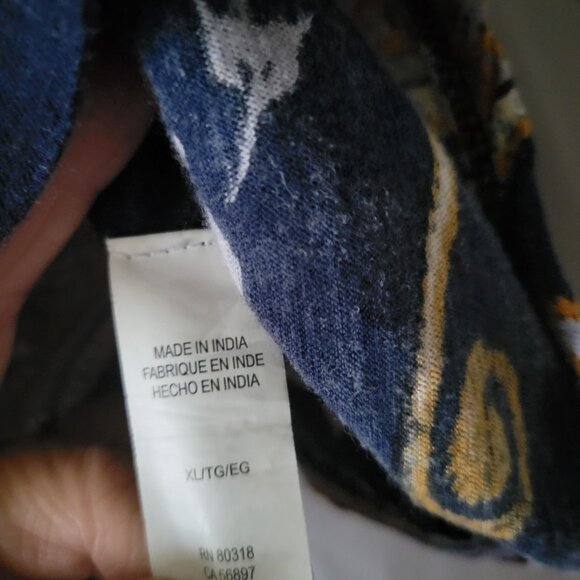 MADE IN INDIA
FABRIQUE EN INDE
HECHO EN INDIA
XL/TG/EG
RN 80318
CA 56897